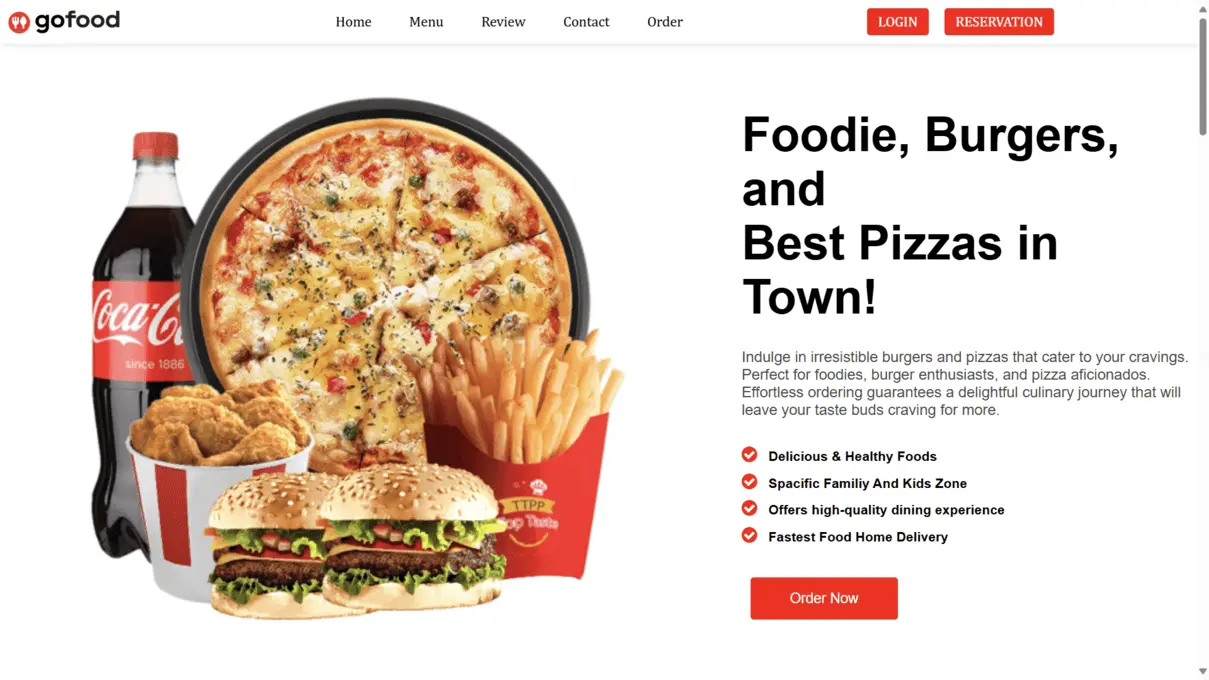 gofood
Home Menu Review Contact Order
LOGIN RESERVATION
Foodie, Burgers,
and
Best Pizzas in
Town!
Indulge in irresistible burgers and pizzas that cater to your cravings.
Perfect for foodies, burger enthusiasts, and pizza aficionados.
Effortless ordering guarantees a delightful culinary journey that will
leave your taste buds craving for more.
Delicious & Healthy Foods
Spacific Familiy And Kids Zone
Offers high-quality dining experience
Fastest Food Home Delivery
Order Now
Coca-C
since 1886
TTPP
Top Taste